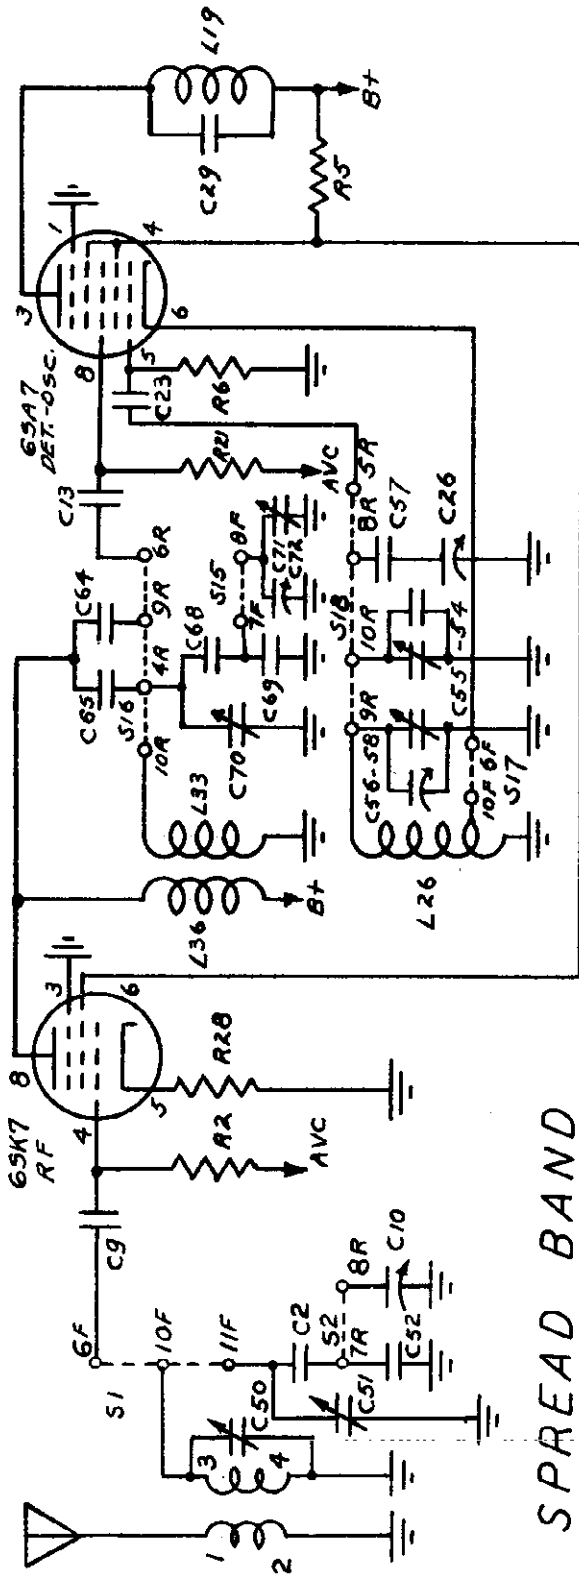 6SK7
RF
8
3
4
5
6
C9
6F
S1
10F
11F
C50
3
4
1
2
C51
C2
S2
7R
8R
C52
C10
R2
AVC
R28
L36
B+
L33
10R
S16
4R
9R
6R
C65
C64
C13
C70
C68
C69
7F
S15
8F
C71
C72
R21
AVC
6SA7
DET.-OSC.
3
1
8
5
4
6
C23
R6
C29
L19
B+
R5
L26
9R
S18
10R
8R
5R
C56-58
C55-54
C57
C26
10F
6F
S17
SPREAD BAND